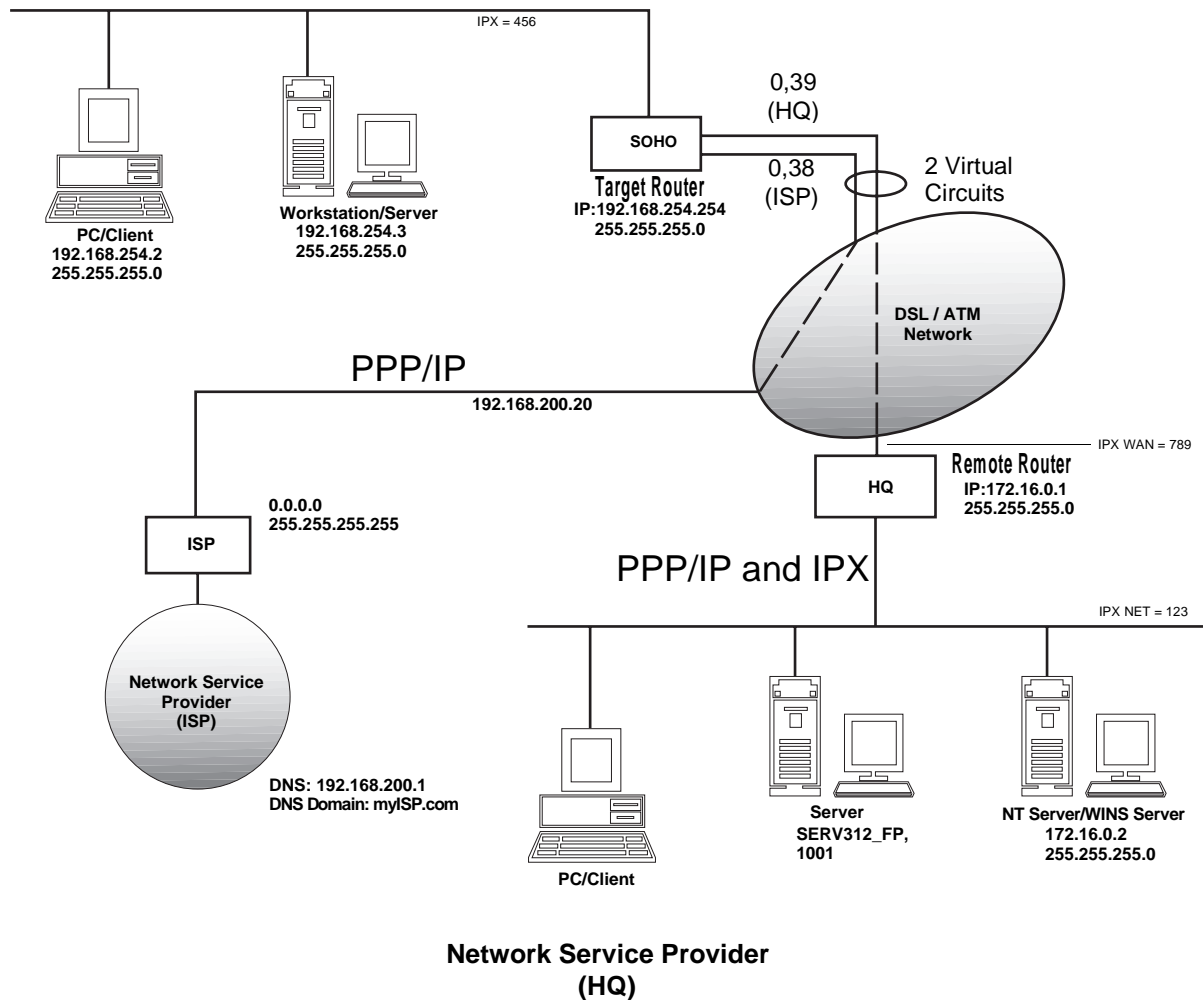 IPX = 456
0,39
(HQ)
SOHO
0,38
(ISP)
2 Virtual
Circuits
Target Router
IP:192.168.254.254
255.255.255.0
Workstation/Server
192.168.254.3
255.255.255.0
PC/Client
192.168.254.2
255.255.255.0
DSL / ATM
Network
PPP/IP
192.168.200.20
IPX WAN = 789
Remote Router
IP:172.16.0.1
255.255.255.0
HQ
0.0.0.0
255.255.255.255
ISP
PPP/IP and IPX
IPX NET = 123
Network Service
Provider
(ISP)
DNS: 192.168.200.1
DNS Domain: myISP.com
PC/Client
Server
SERV312_FP,
1001
NT Server/WINS Server
172.16.0.2
255.255.255.0
Network Service Provider
(HQ)